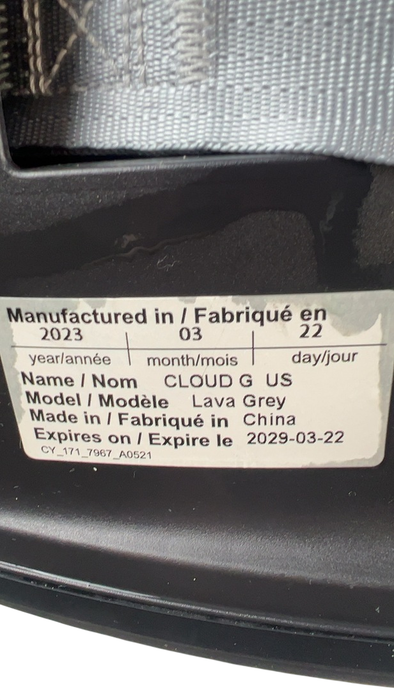 Manufactured in / Fabriqué en
2023 03 22
year/année month/mois day/jour
Name / Nom CLOUD G US
Model / Modèle Lava Grey
Made in / Fabriqué in China
Expires on / Expire le 2029-03-22
CY_171_7967_A0521